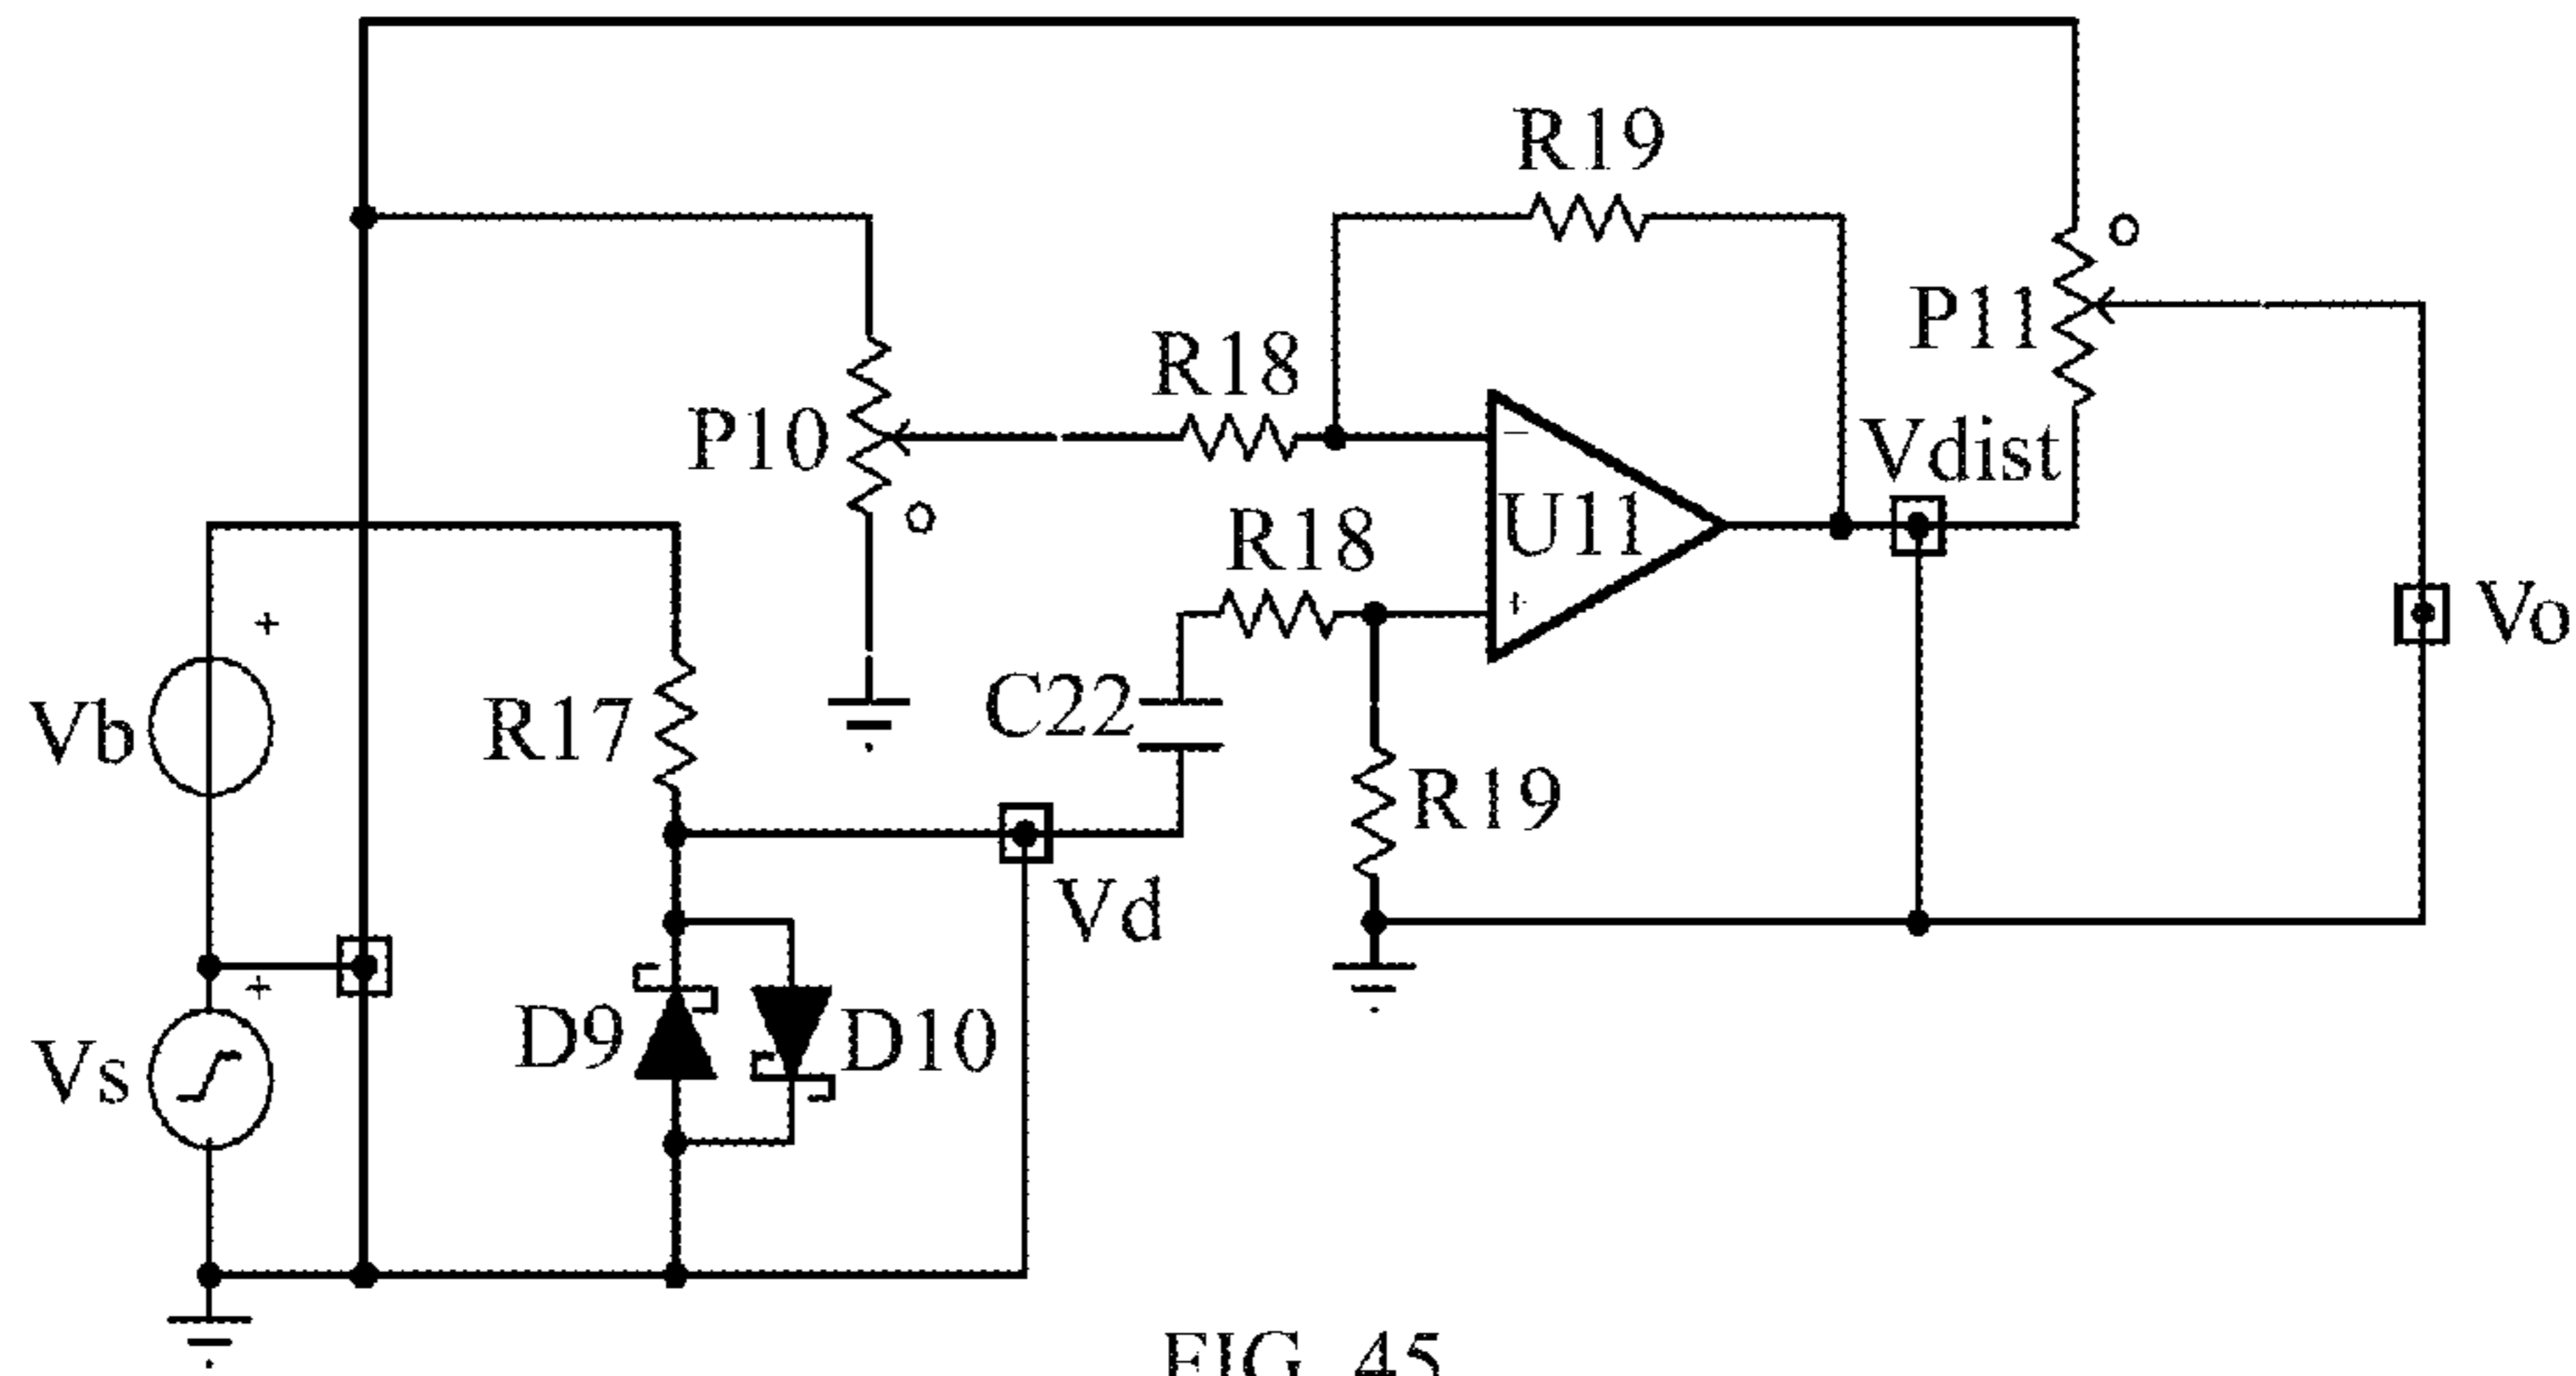 R19
o
P11
R18
P10
Vdist
−
U11
R18
o
+
+
Vo
C22
R17
Vb
R19
Vd
+
D9
D10
Vs
FIG. 45